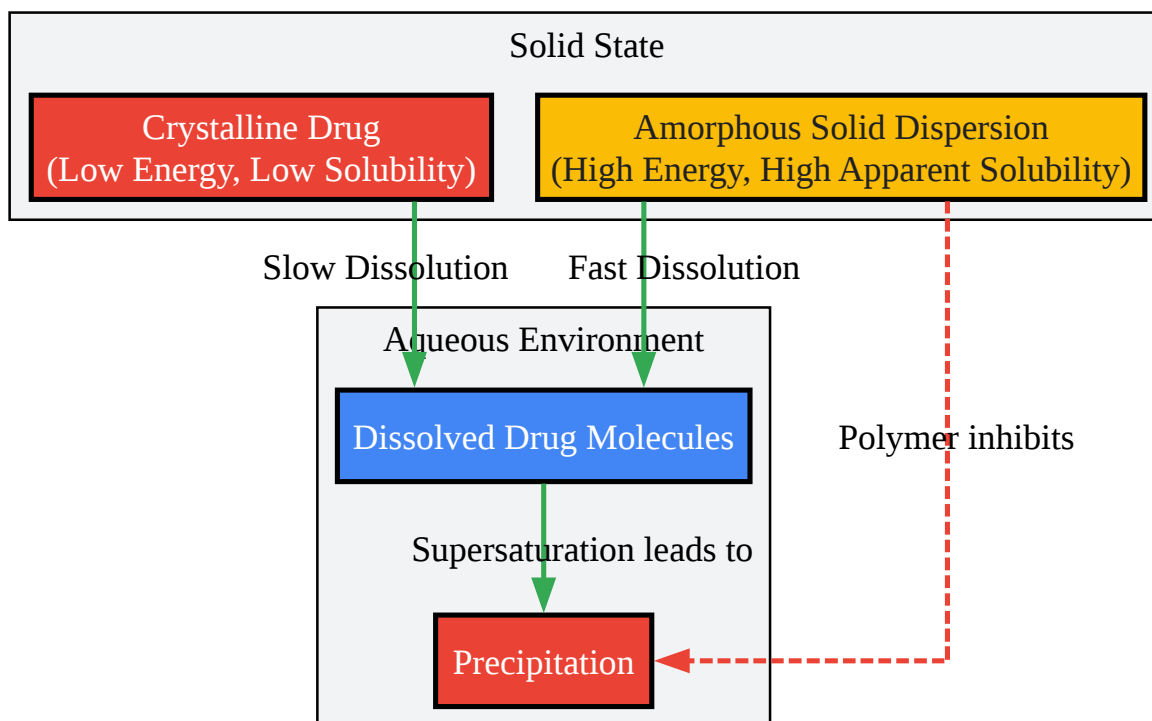 Solid State
Crystalline Drug
(Low Energy, Low Solubility)
Amorphous Solid Dispersion
(High Energy, High Apparent Solubility)
Slow Dissolution
Fast Dissolution
Aqueous Environment
Dissolved Drug Molecules
Polymer inhibits
Supersaturation leads to
Precipitation